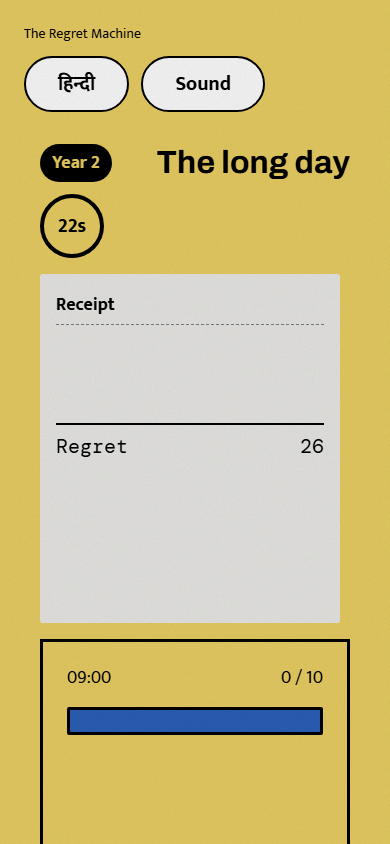 The Regret Machine
हिन्दी
Sound
Year 2
The long day
22s
Receipt
Regret 26
09:00 0 / 10